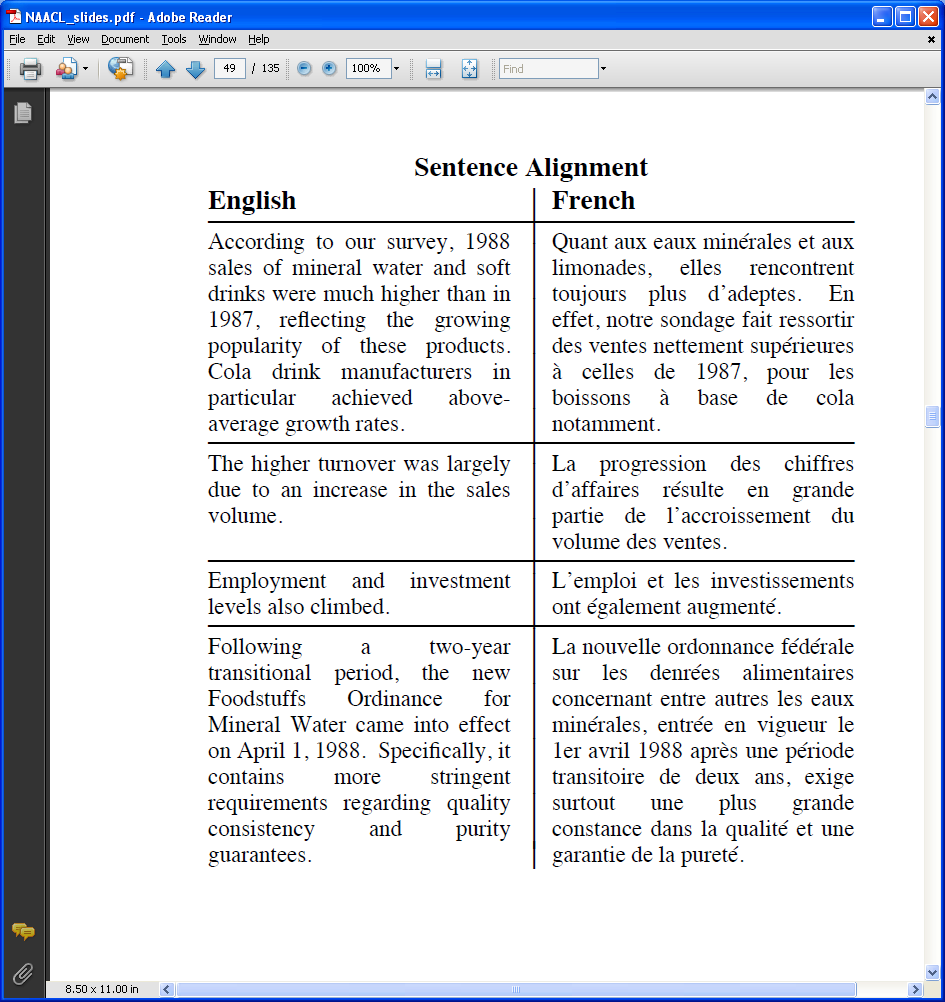 NAACL_slides.pdf - Adobe Reader
File Edit View Document Tools Window Help
49 / 135 100% Find
Sentence Alignment
English
According to our survey, 1988
sales of mineral water and soft
drinks were much higher than in
1987, reflecting the growing
popularity of these products.
Cola drink manufacturers in
particular achieved above-
average growth rates.
The higher turnover was largely
due to an increase in the sales
volume.
Employment and investment
levels also climbed.
Following a two-year
transitional period, the new
Foodstuffs Ordinance for
Mineral Water came into effect
on April 1, 1988. Specifically, it
contains more stringent
requirements regarding quality
consistency and purity
guarantees.
French
Quant aux eaux minérales et aux
limonades, elles rencontrent
toujours plus d'adeptes. En
effet, notre sondage fait ressortir
des ventes nettement supérieures
à celles de 1987, pour les
boissons à base de cola
notamment.
La progression des chiffres
d'affaires résulte en grande
partie de l'accroissement du
volume des ventes.
L'emploi et les investissements
ont également augmenté.
La nouvelle ordonnance fédérale
sur les denrées alimentaires
concernant entre autres les eaux
minérales, entrée en vigueur le
1er avril 1988 après une période
transitoire de deux ans, exige
surtout une plus grande
constance dans la qualité et une
garantie de la pureté.
8.50 x 11.00 in